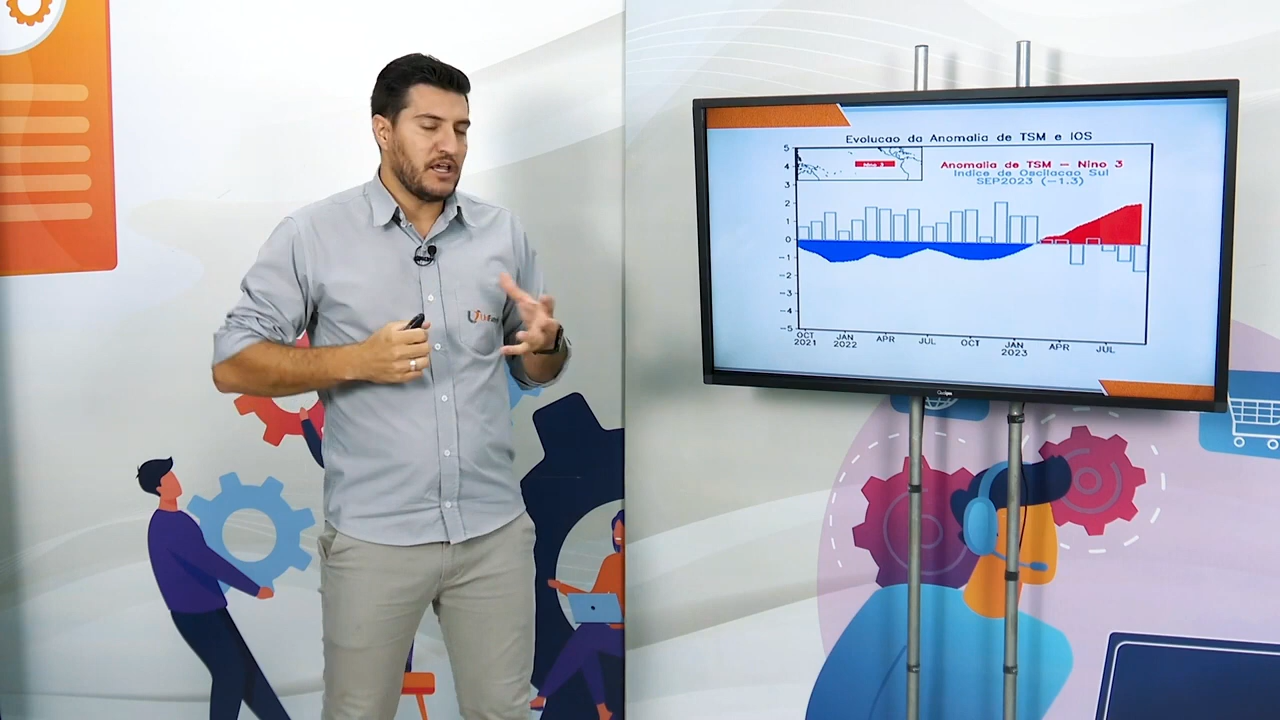 Evolucao da Anomalia de TSM e IOS
Nino 3
Anomalia de TSM - Nino 3
Indice de Oscilacao Sul
SEP2023 (-1.3)
5
4
3
2
1
0
-1
-2
-3
-4
-5
OCT 2021
JAN 2022
APR
JUL
OCT
JAN 2023
APR
JUL